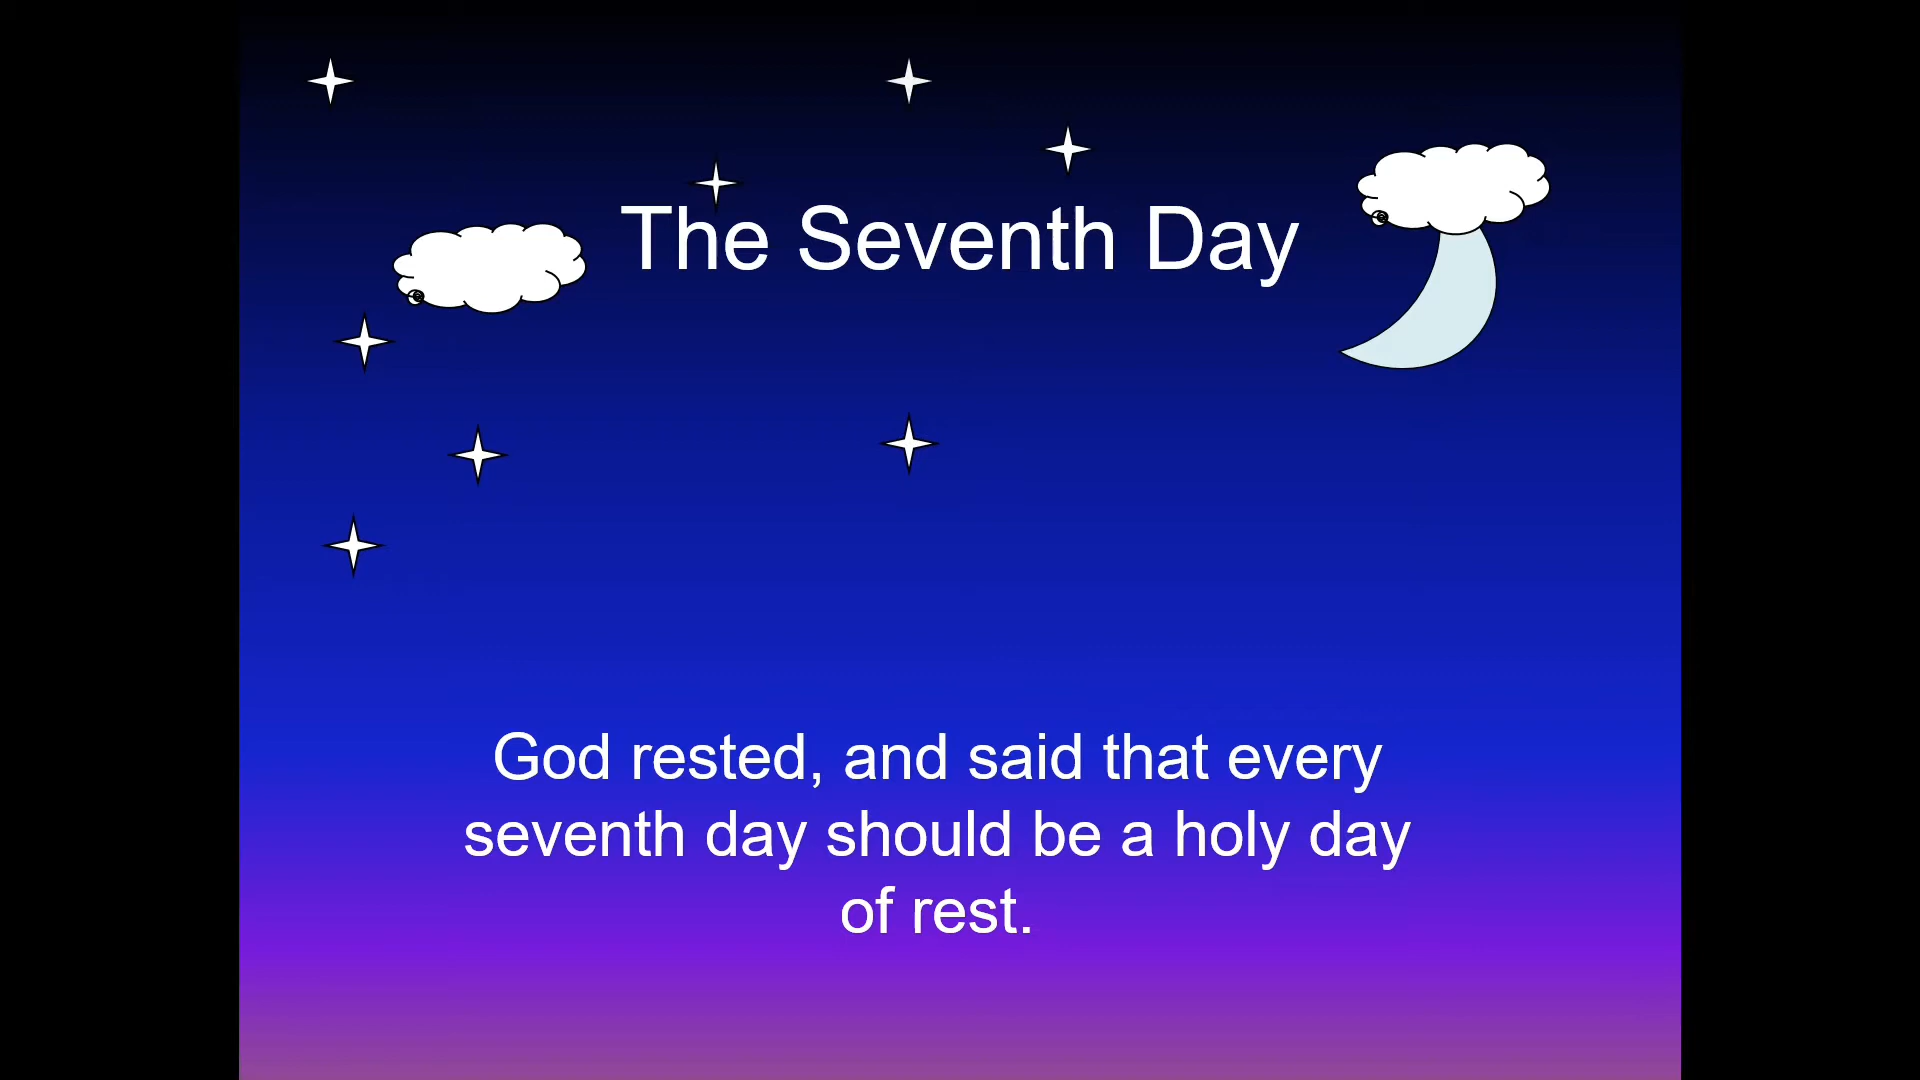 The Seventh Day
God rested, and said that every
seventh day should be a holy day
of rest.